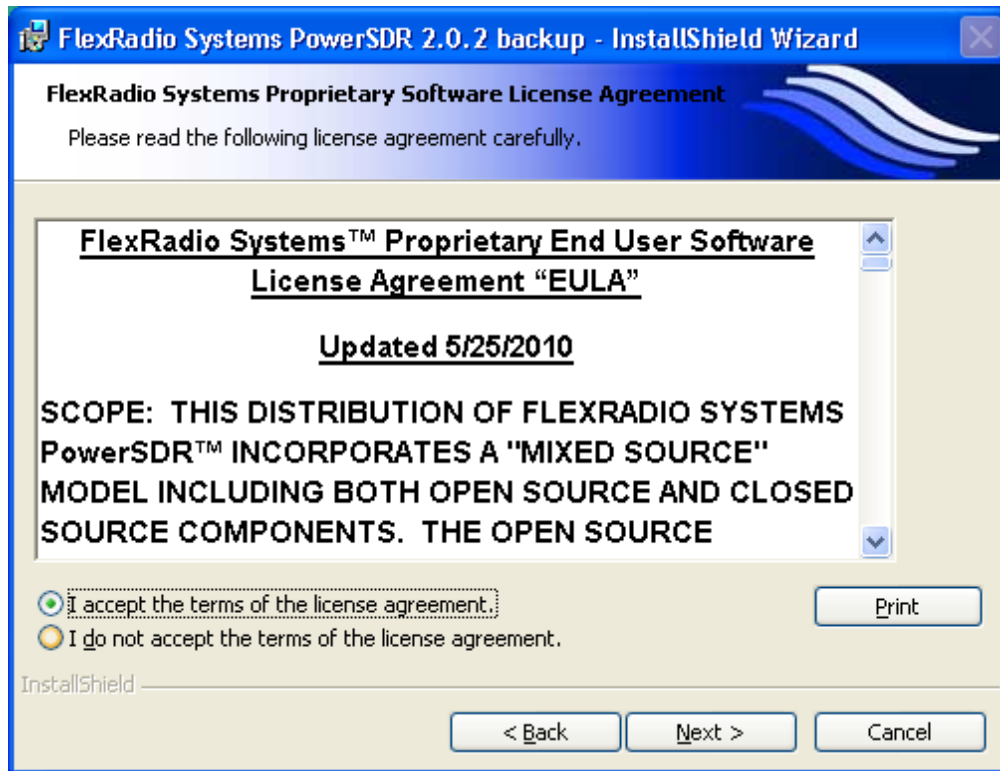 FlexRadio Systems PowerSDR 2.0.2 backup - InstallShield Wizard
FlexRadio Systems Proprietary Software License Agreement
Please read the following license agreement carefully.
FlexRadio Systems™ Proprietary End User Software
License Agreement “EULA”
Updated 5/25/2010
SCOPE:  THIS DISTRIBUTION OF FLEXRADIO SYSTEMS
PowerSDR™ INCORPORATES A "MIXED SOURCE"
MODEL INCLUDING BOTH OPEN SOURCE AND CLOSED
SOURCE COMPONENTS.  THE OPEN SOURCE
I accept the terms of the license agreement.
Print
I do not accept the terms of the license agreement.
InstallShield
< Back
Next >
Cancel